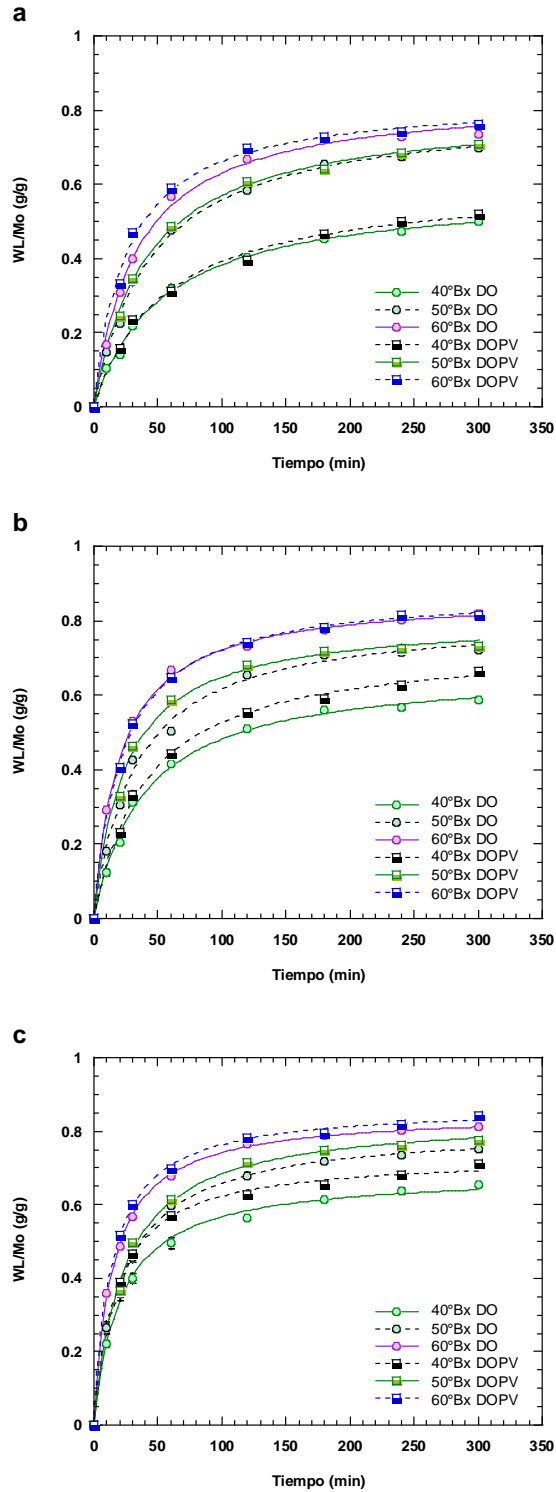 a
1
0.8
0.6
0.4
0.2
0
WL/Mo (g/g)
40°Bx DO
50°Bx DO
60°Bx DO
40°Bx DOPV
50°Bx DOPV
60°Bx DOPV
0 50 100 150 200 250 300 350
Tiempo (min)
b
1
0.8
0.6
0.4
0.2
0
WL/Mo (g/g)
40°Bx DO
50°Bx DO
60°Bx DO
40°Bx DOPV
50°Bx DOPV
60°Bx DOPV
0 50 100 150 200 250 300 350
Tiempo (min)
c
1
0.8
0.6
0.4
0.2
0
WL/Mo (g/g)
40°Bx DO
50°Bx DO
60°Bx DO
40°Bx DOPV
50°Bx DOPV
60°Bx DOPV
0 50 100 150 200 250 300 350
Tiempo (min)